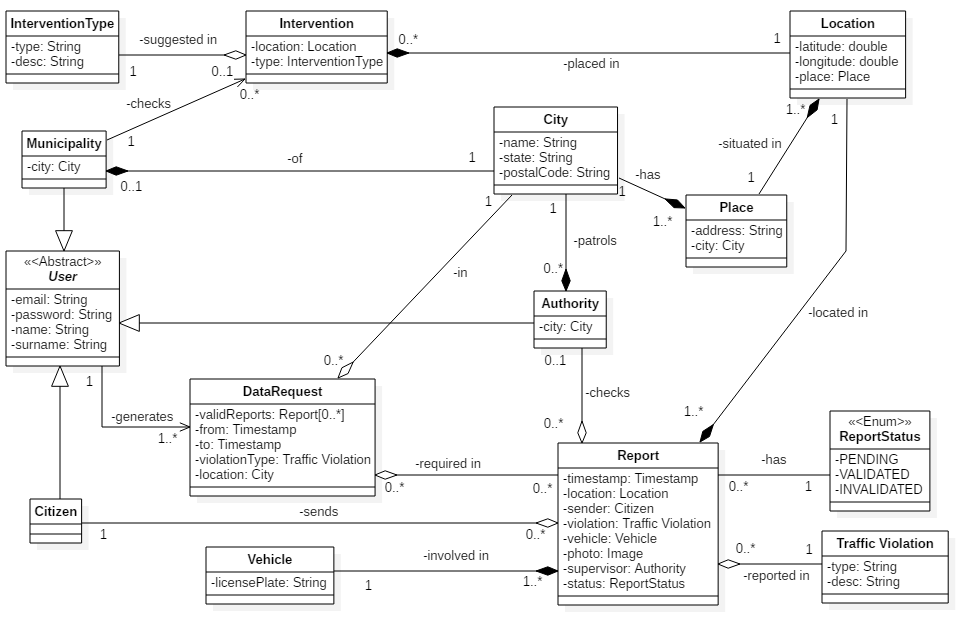 InterventionType
-type: String
-desc: String
-suggested in
1
0..1
Intervention
-location: Location
-type: InterventionType
0..*
1
-placed in
Location
-latitude: double
-longitude: double
-place: Place
-checks
0..*
1
Municipality
-city: City
0..1
-of
1
City
-name: String
-state: String
-postalCode: String
1..*
1
-situated in
1
-has
1
1..*
Place
-address: String
-city: City
1
1
-patrols
0..*
-in
0..*
«<Abstract>»
User
-email: String
-password: String
-name: String
-surname: String
Authority
-city: City
0..1
-checks
0..*
-located in
1..*
1
-generates
1..*
DataRequest
-validReports: Report[0..*]
-from: Timestamp
-to: Timestamp
-violationType: Traffic Violation
-location: City
-required in
0..*
0..*
Report
-timestamp: Timestamp
-location: Location
-sender: Citizen
-violation: Traffic Violation
-vehicle: Vehicle
-photo: Image
-supervisor: Authority
-status: ReportStatus
«<Enum>»
ReportStatus
-PENDING
-VALIDATED
-INVALIDATED
-has
0..*
1
Citizen
-sends
1
0..*
Vehicle
-licensePlate: String
-involved in
1
1..*
0..*
1
-reported in
Traffic Violation
-type: String
-desc: String